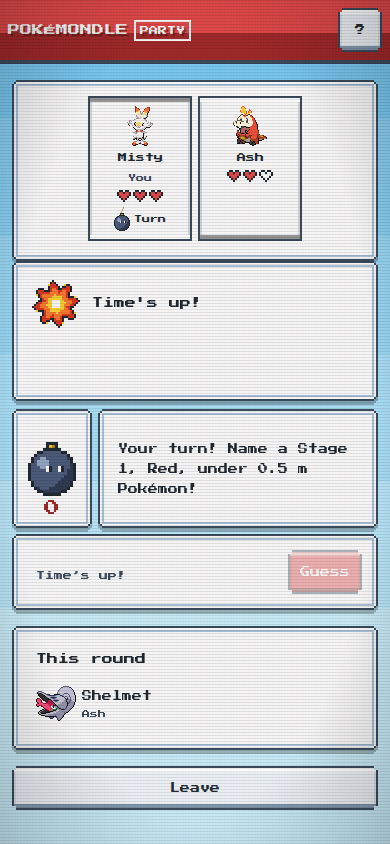 POKéMONDLE PARTY
?
Misty
You
Turn
Ash
Time's up!
Your turn! Name a Stage
1, Red, under 0.5 m
Pokémon!
0
Time's up!
Guess
This round
Shelmet
Ash
Leave